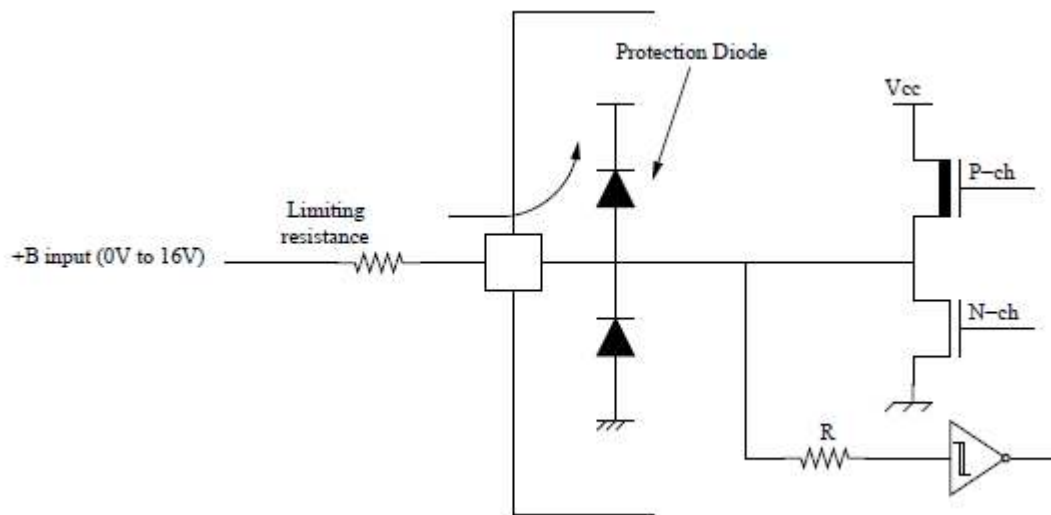 Protection Diode
Vcc
P-ch
Limiting
resistance
+B input (0V to 16V)
N-ch
R